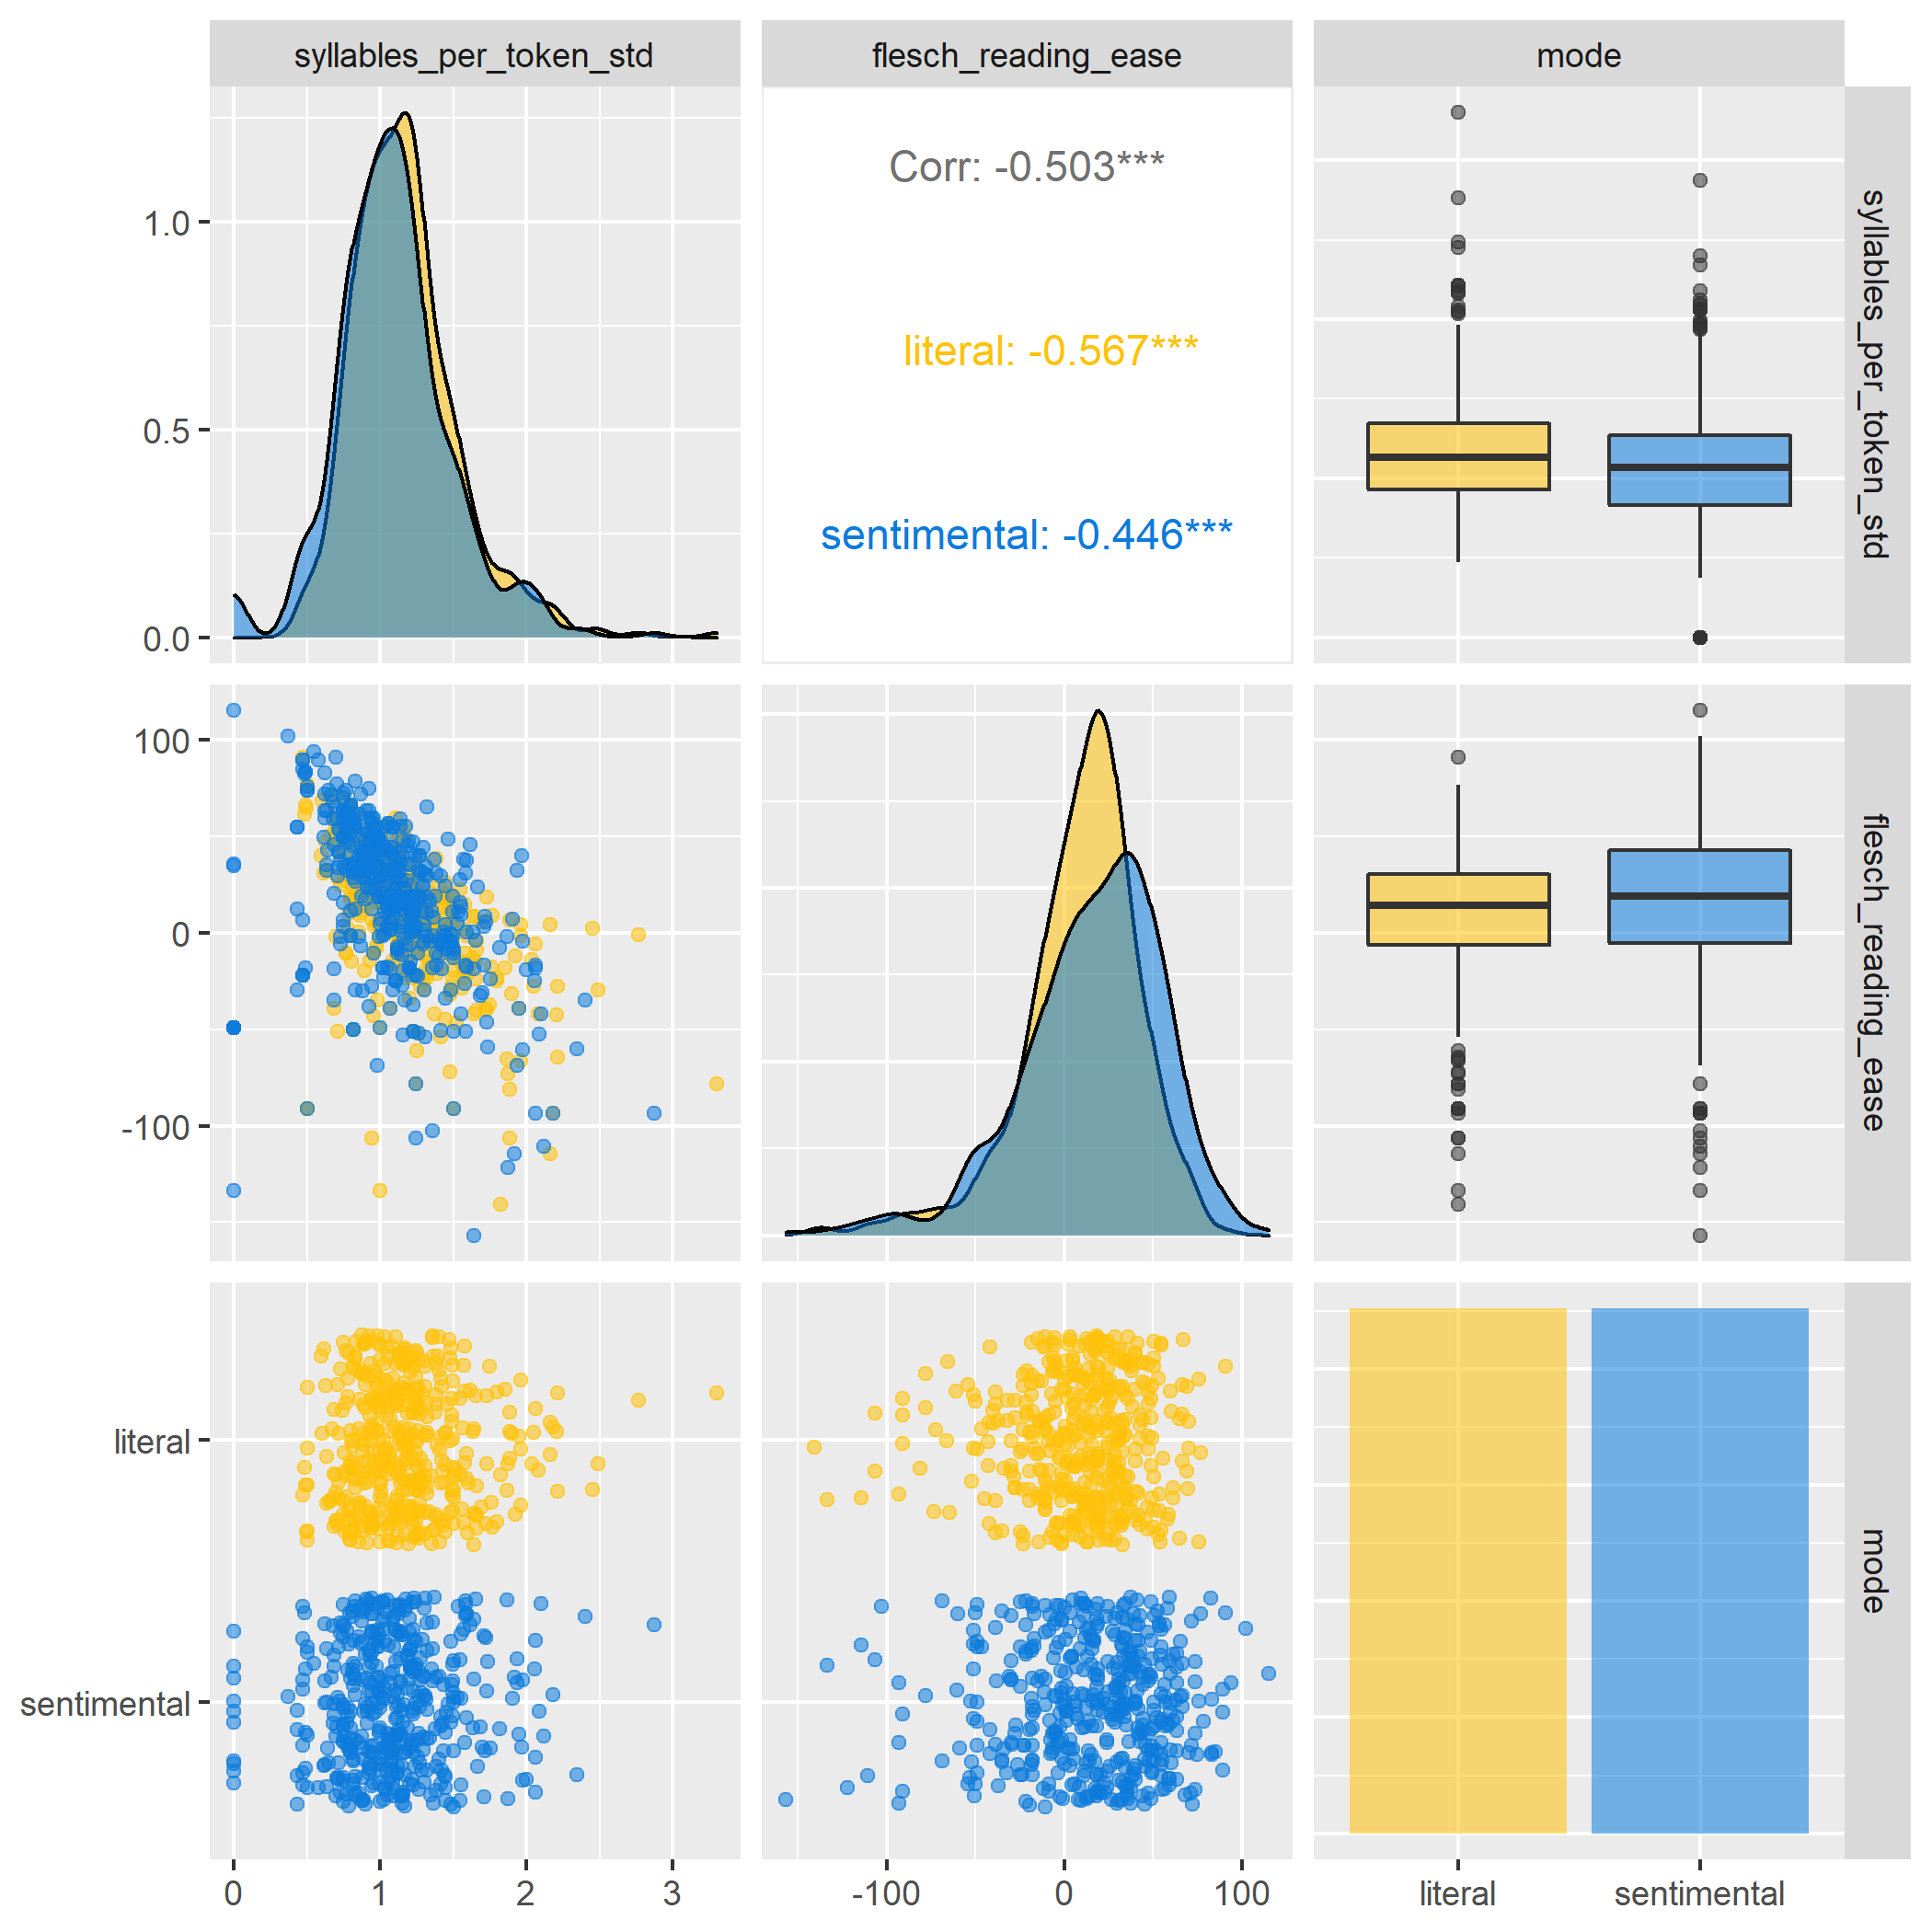 syllables_per_token_std
flesch_reading_ease
mode
1.0
0.5
0.0
Corr: -0.503***
literal: -0.567***
sentimental: -0.446***
syllables_per_token_std
100
0
-100
flesch_reading_ease
literal
sentimental
mode
0
1
2
3
-100
0
100
literal
sentimental